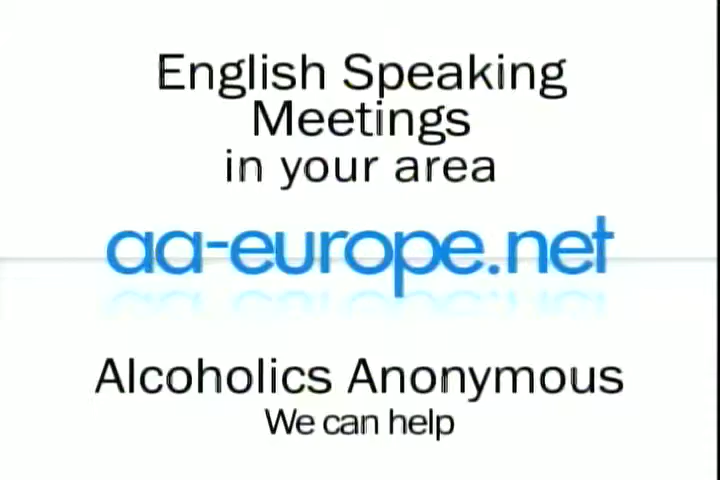 English Speaking
Meetings
in your area
aa-europe.net
Alcoholics Anonymous
We can help